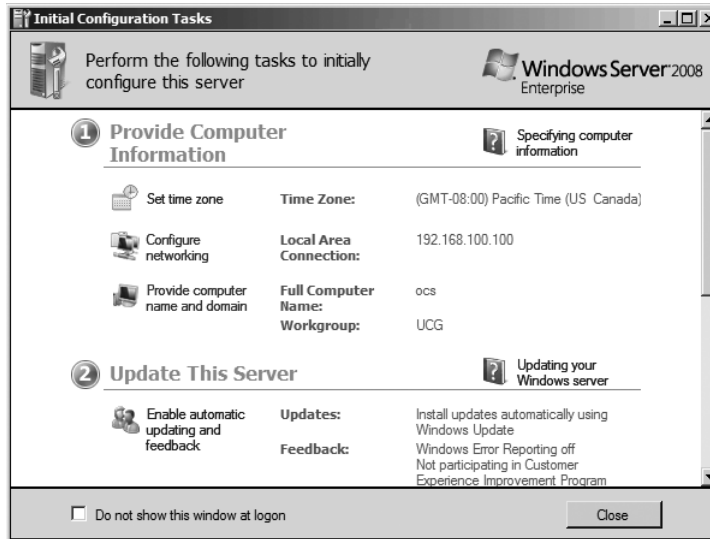 Initial Configuration Tasks
Perform the following tasks to initially
configure this server
Windows Server 2008
Enterprise
1 Provide Computer
Information
Specifying computer
information
Set time zone Time Zone: (GMT-08:00) Pacific Time (US Canada)
Configure
networking
Local Area
Connection:
192.168.100.100
Provide computer
name and domain
Full Computer
Name:
ocs
Workgroup: UCG
2 Update This Server
Updating your
Windows server
Enable automatic
updating and
feedback
Updates: Install updates automatically using
Windows Update
Feedback: Windows Error Reporting off
Not participating in Customer
Experience Improvement Program
Do not show this window at logon
Close